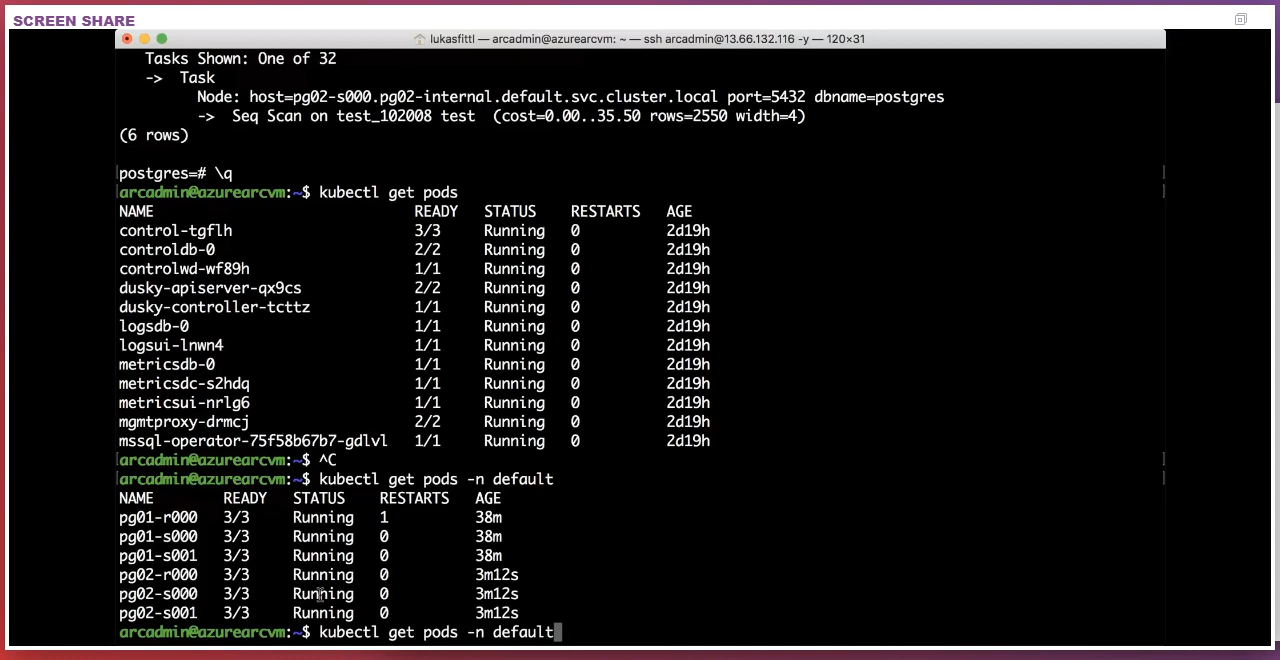 SCREEN SHARE
lukasfittl — arcadmin@azurearcvm: ~ — ssh arcadmin@13.66.132.116 -y — 120×31
Tasks Shown: One of 32
->  Task
Node: host=pg02-s000.pg02-internal.default.svc.cluster.local port=5432 dbname=postgres
->  Seq Scan on test_102008 test  (cost=0.00..35.50 rows=2550 width=4)
(6 rows)
postgres=# \q
arcadmin@azurearcvm:~$ kubectl get pods
NAME READY STATUS RESTARTS AGE
control-tgflh 3/3 Running 0 2d19h
controldb-0 2/2 Running 0 2d19h
controlwd-wf89h 1/1 Running 0 2d19h
dusky-apiserver-qx9cs 2/2 Running 0 2d19h
dusky-controller-tcttz 1/1 Running 0 2d19h
logsdb-0 1/1 Running 0 2d19h
logsui-lnwn4 1/1 Running 0 2d19h
metricsdb-0 1/1 Running 0 2d19h
metricsdc-s2hdq 1/1 Running 0 2d19h
metricsui-nrlg6 1/1 Running 0 2d19h
mgmtproxy-drmcj 2/2 Running 0 2d19h
mssql-operator-75f58b67b7-gdlvl 1/1 Running 0 2d19h
arcadmin@azurearcvm:~$ ^C
arcadmin@azurearcvm:~$ kubectl get pods -n default
NAME READY STATUS RESTARTS AGE
pg01-r000 3/3 Running 1 38m
pg01-s000 3/3 Running 0 38m
pg01-s001 3/3 Running 0 38m
pg02-r000 3/3 Running 0 3m12s
pg02-s000 3/3 Running 0 3m12s
pg02-s001 3/3 Running 0 3m12s
arcadmin@azurearcvm:~$ kubectl get pods -n default